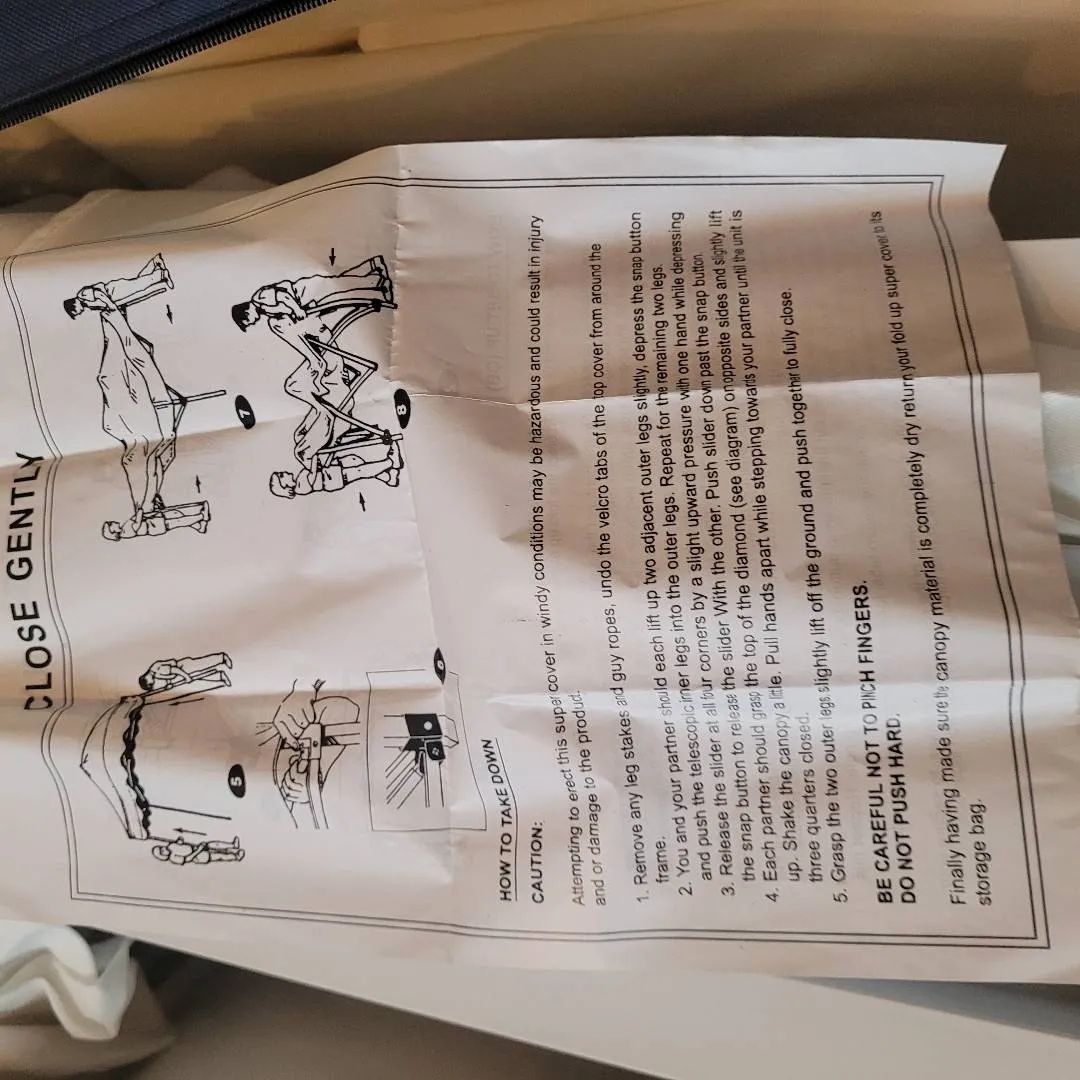 CLOSE GENTLY
5
6
7
8
HOW TO TAKE DOWN
CAUTION:
Attempting to erect this super cover in windy conditions may be hazardous and could result in injury
and or damage to the product.
1. Remove any leg stakes and guy ropes, undo the velcro tabs of the top cover from around the
frame.
2. You and your partner should each lift up two adjacent outer legs slightly, depress the snap button
and push the telescopic inner legs into the outer legs. Repeat for the remaining two legs.
3. Release the slider at all four corners by a slight upward pressure with one hand while depressing
the snap button to release the slider With the other. Push slider down past the snap button.
4. Each partner should grasp the top of the diamond (see diagram) on opposite sides and slightly lift
up. Shake the canopy a little. Pull hands apart while stepping towards your partner until the unit is
three quarters closed.
5. Grasp the two outer legs slightly lift off the ground and push together to fully close.
BE CAREFUL NOT TO PINCH FINGERS.
DO NOT PUSH HARD.
Finally having made sure the canopy material is completely dry return your fold up super cover to its
storage bag.